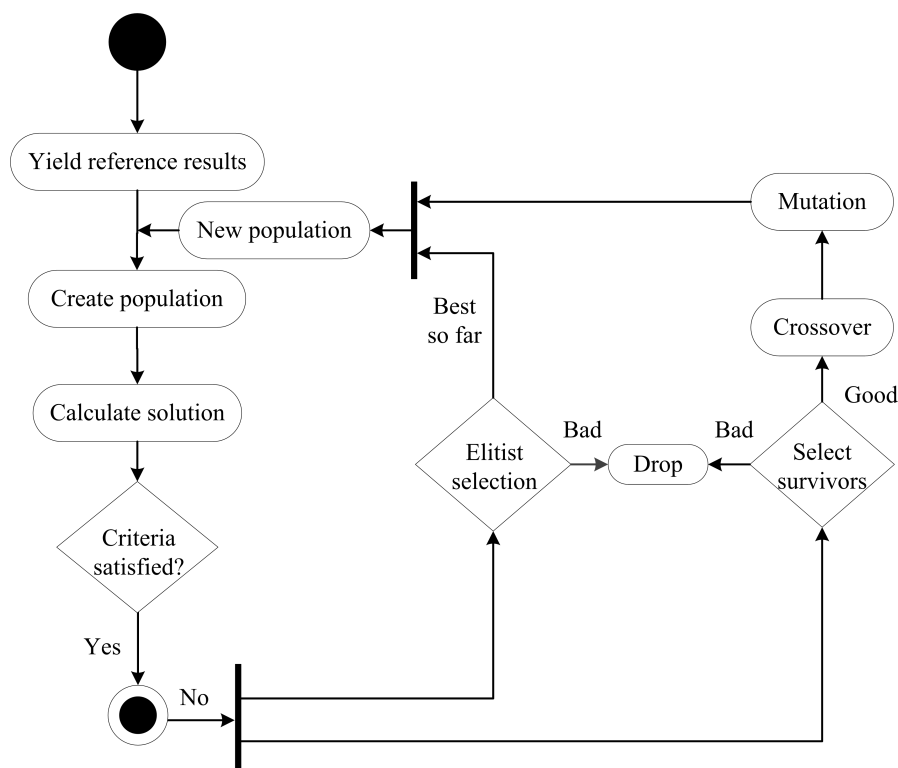 Yield reference results
Mutation
New population
Create population
Best
so far
Crossover
Calculate solution
Good
Bad
Bad
Elitist
selection
Drop
Select
survivors
Criteria
satisfied?
Yes
No